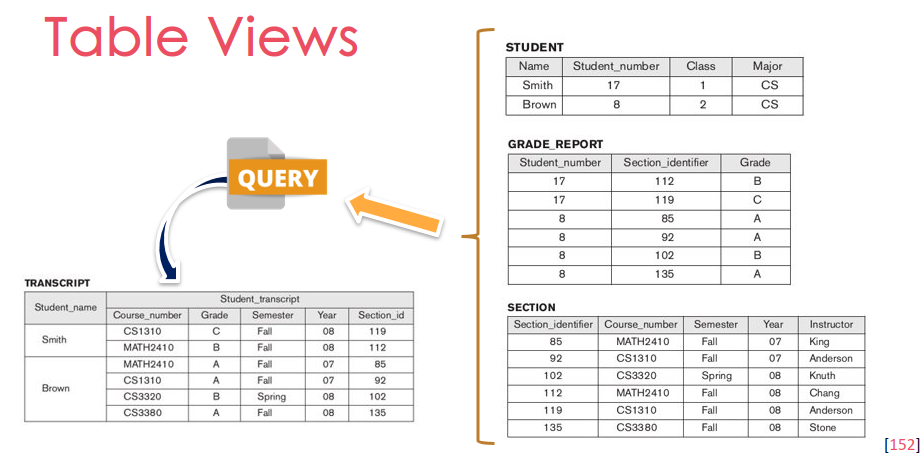 Table Views
QUERY
TRANSCRIPT
Student_name Student_transcript
Course_number Grade Semester Year Section_id
Smith
CS1310 C Fall 08 119
MATH2410 B Fall 08 112
Brown
MATH2410 A Fall 07 85
CS1310 A Fall 07 92
CS3320 B Spring 08 102
CS3380 A Fall 08 135
STUDENT
Name Student_number Class Major
Smith 17 1 CS
Brown 8 2 CS
GRADE_REPORT
Student_number Section_identifier Grade
17 112 B
17 119 C
8 85 A
8 92 A
8 102 B
8 135 A
SECTION
Section_identifier Course_number Semester Year Instructor
85 MATH2410 Fall 07 King
92 CS1310 Fall 07 Anderson
102 CS3320 Spring 08 Knuth
112 MATH2410 Fall 08 Chang
119 CS1310 Fall 08 Anderson
135 CS3380 Fall 08 Stone
[152]